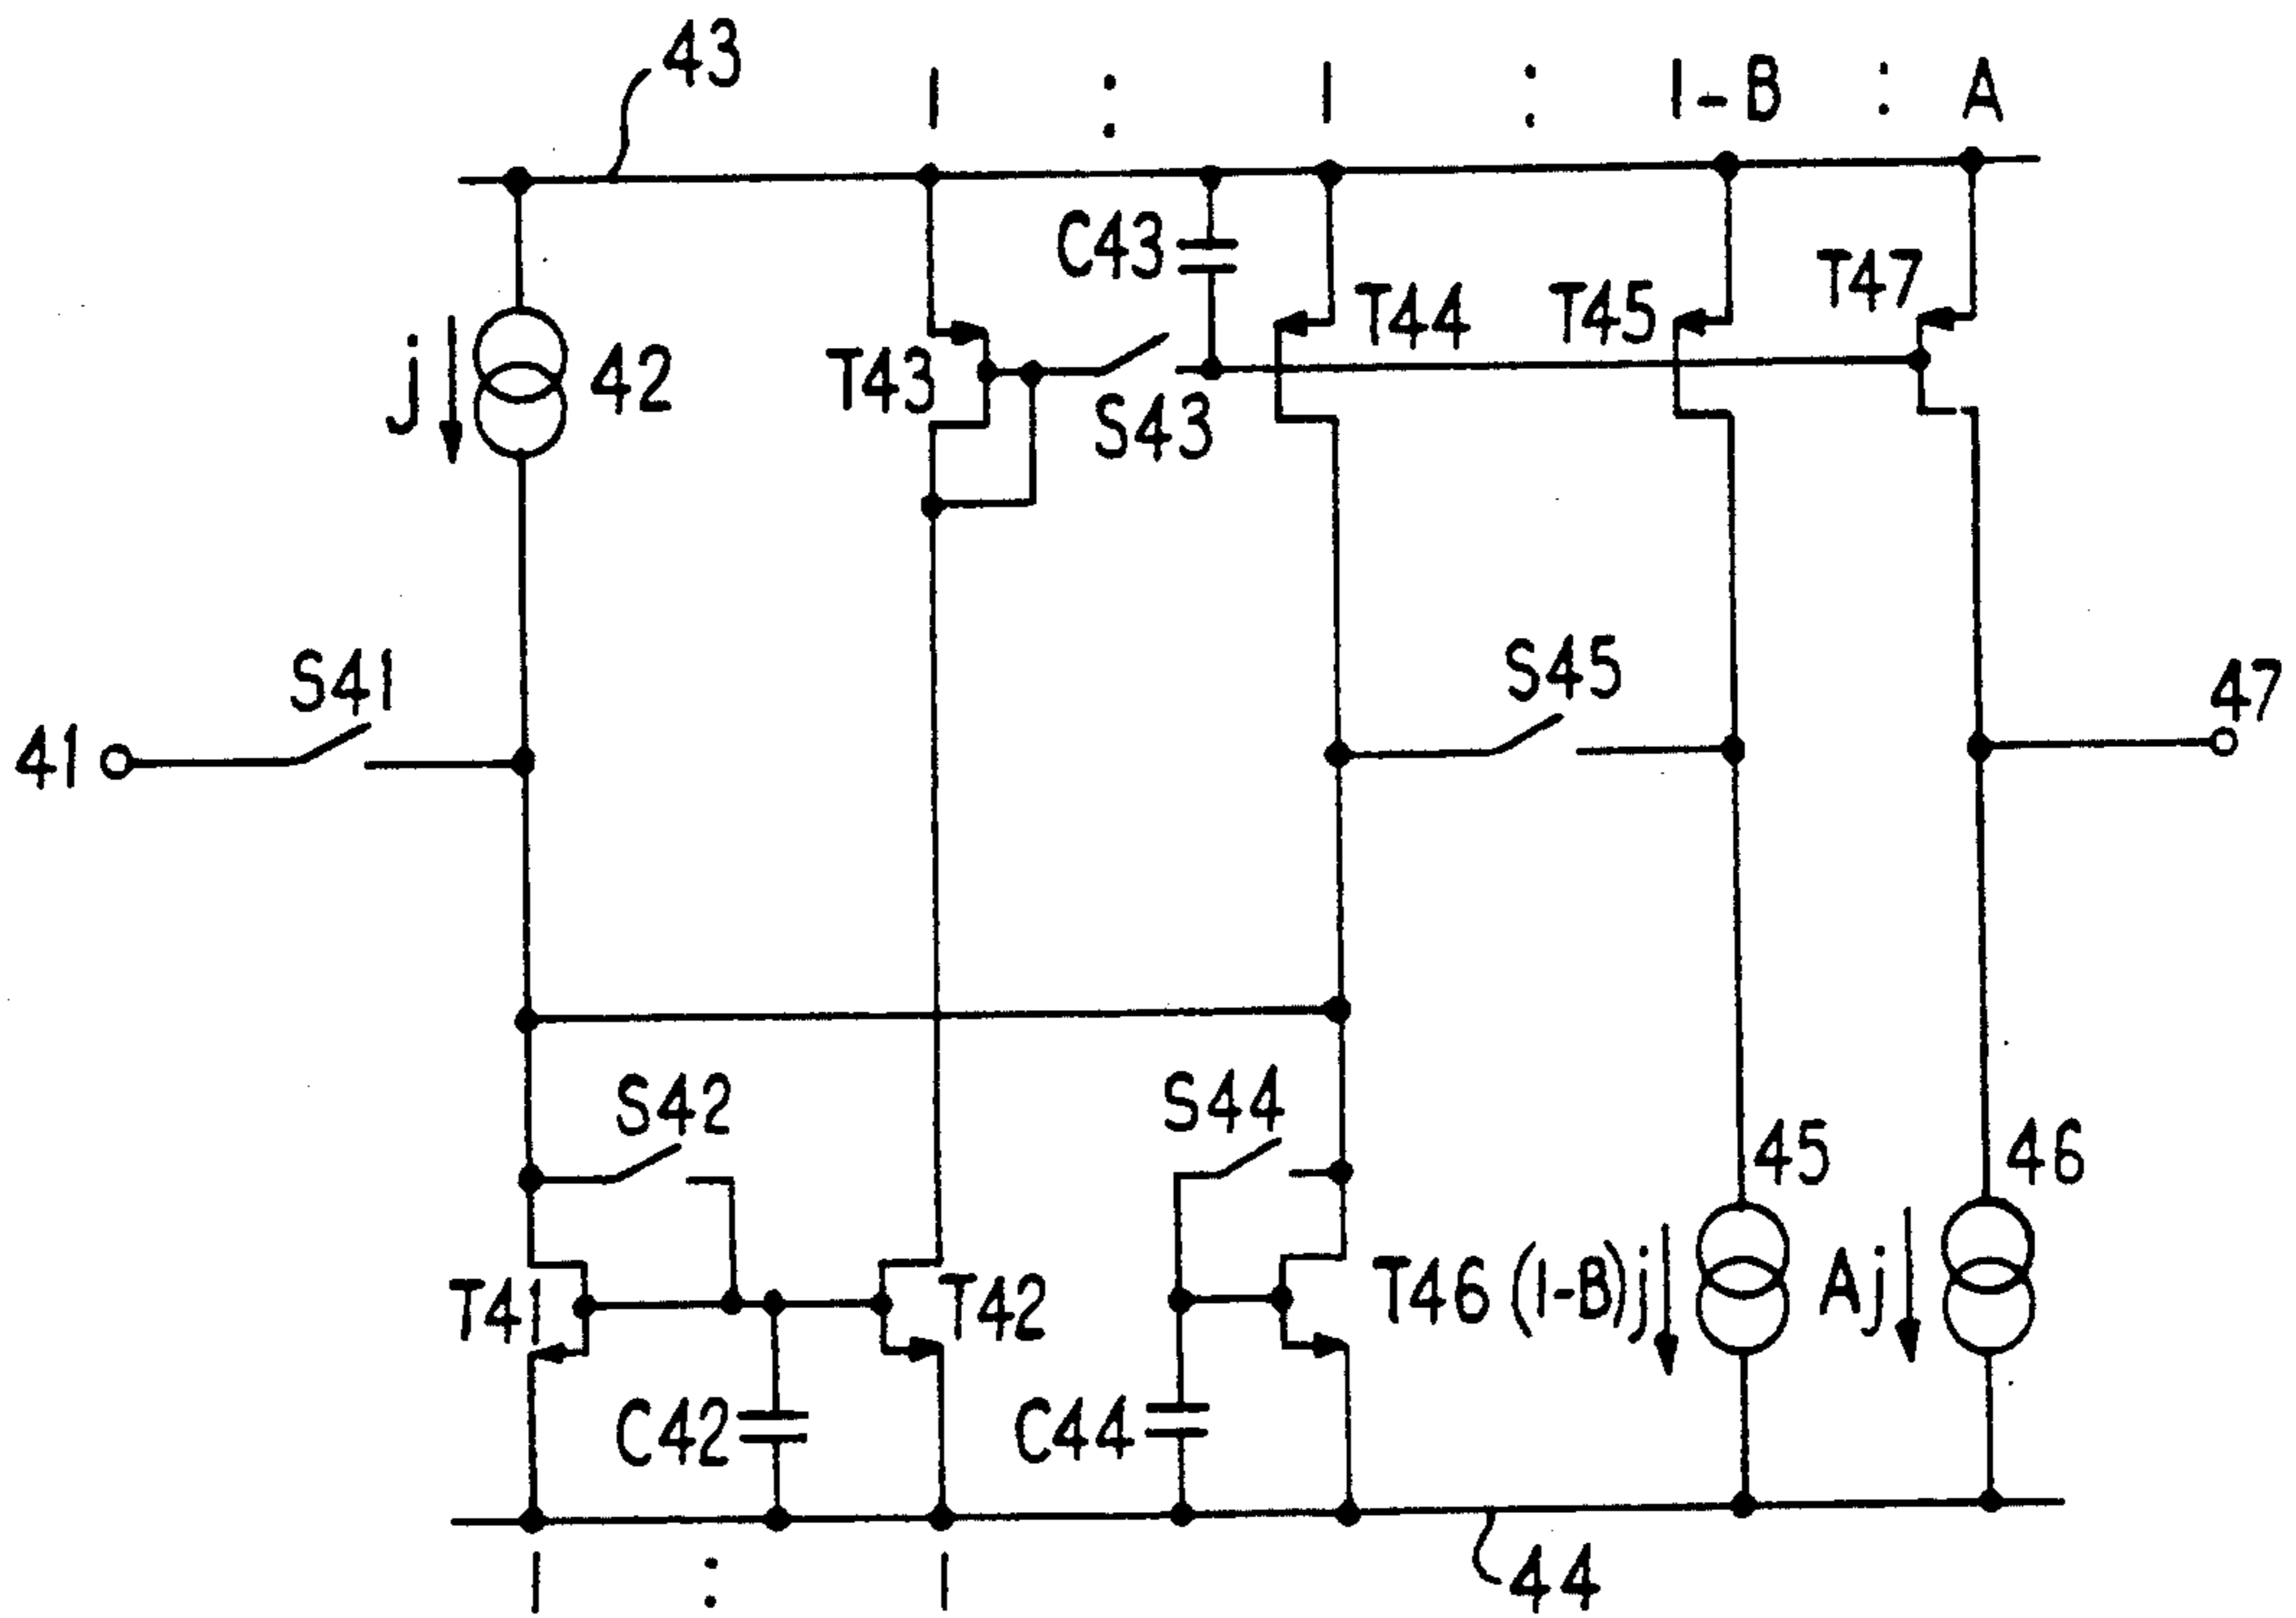 43
1 : 1 : 1-B : A
C43
T47
T44
T45
j
42
T43
S43
S41
S45
47
41
S42
S44
45
46
T41
T42
T46
(1-B)j
Aj
C42
C44
1 : 1
44